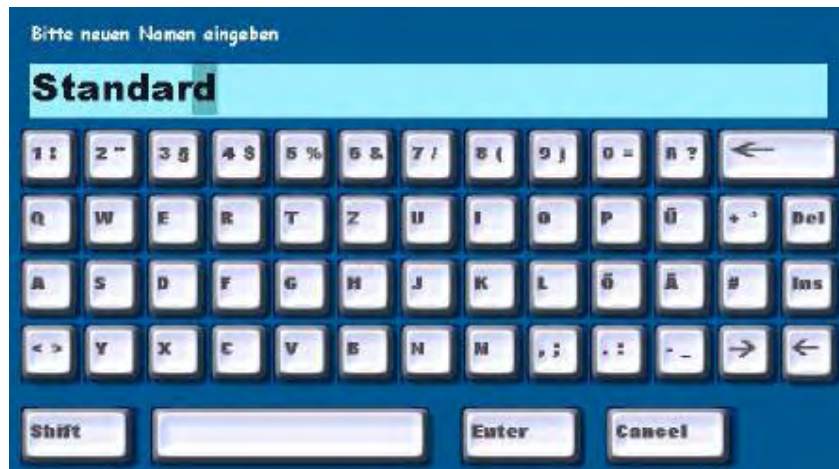 Bitte neuen Namen eingeben
Standard
1 ! 2 " 3 § 4 $ 5 % 6 & 7 / 8 ( 9 ) 0 = ß ? ←
Q W E R T Z U I O P Ü + * Del
A S D F G H J K L Ö Ä # Ins
< > Y X C V B N M , ; . : - _ → ←
Shift Enter Cancel